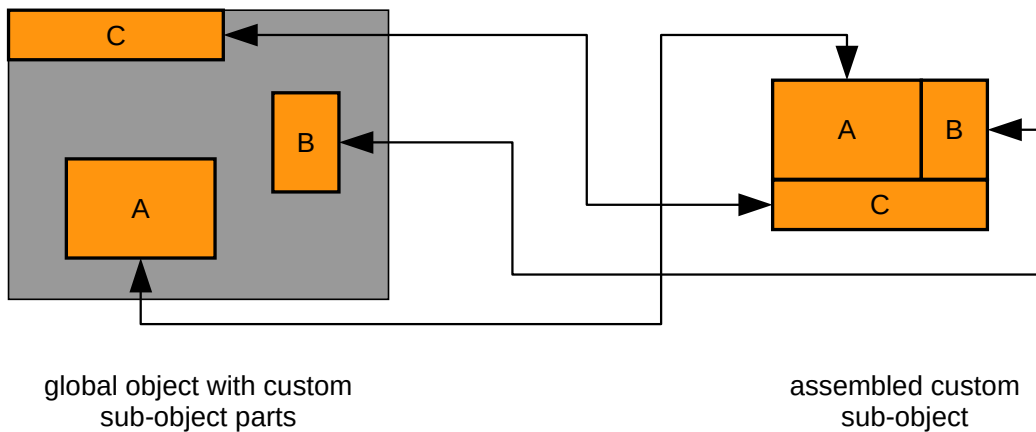 C
B
A
A
B
C
global object with custom
sub-object parts
assembled custom
sub-object